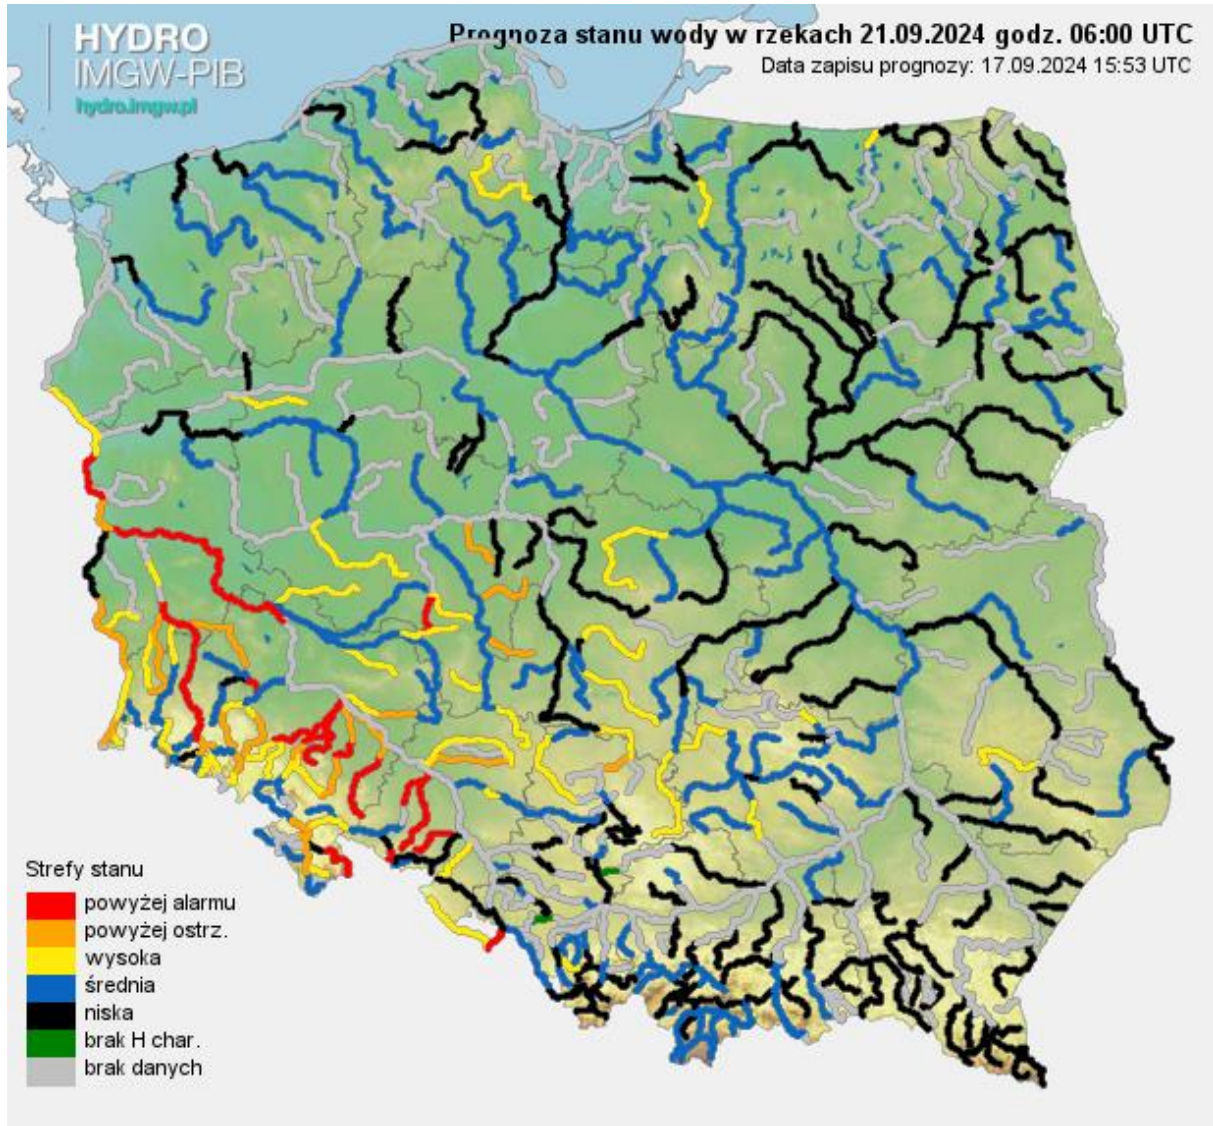 HYDRO
IMGW-PIB
hydro.imgw.pl
Prognoza stanu wody w rzekach 21.09.2024 godz. 06:00 UTC
Data zapisu prognozy: 17.09.2024 15:53 UTC
Strefy stanu
powyżej alarmu
powyżej ostrz.
wysoka
średnia
niska
brak H char.
brak danych